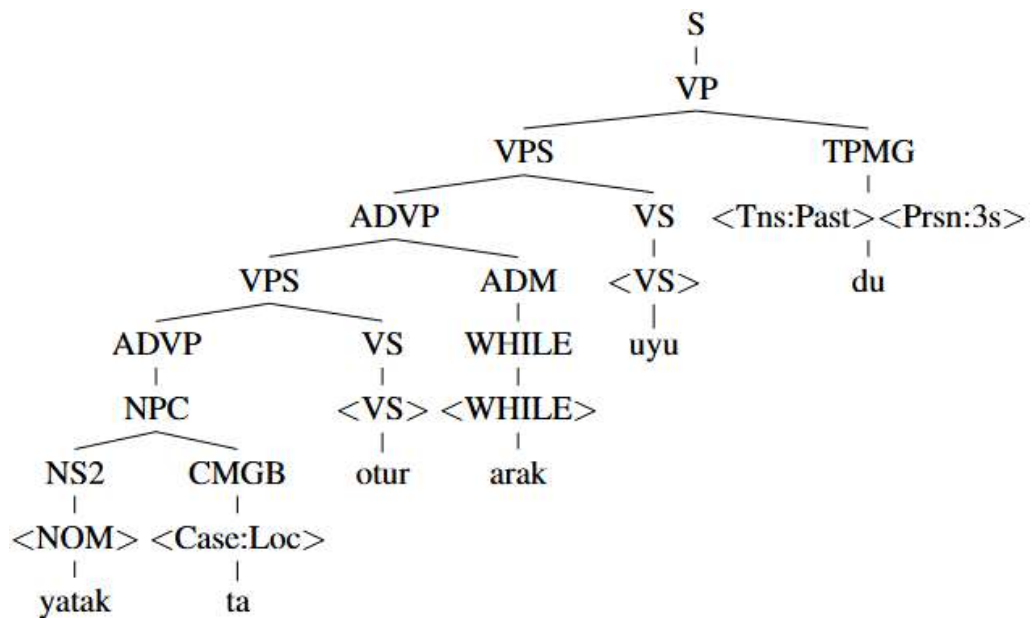 S
VP
VPS TPMG
ADVP VS <Tns:Past> <Prsn:3s>
VPS ADM <VS> du
ADVP VS WHILE uyu
NPC <VS> <WHILE>
NS2 CMGB otur arak
<NOM> <Case:Loc>
yatak ta